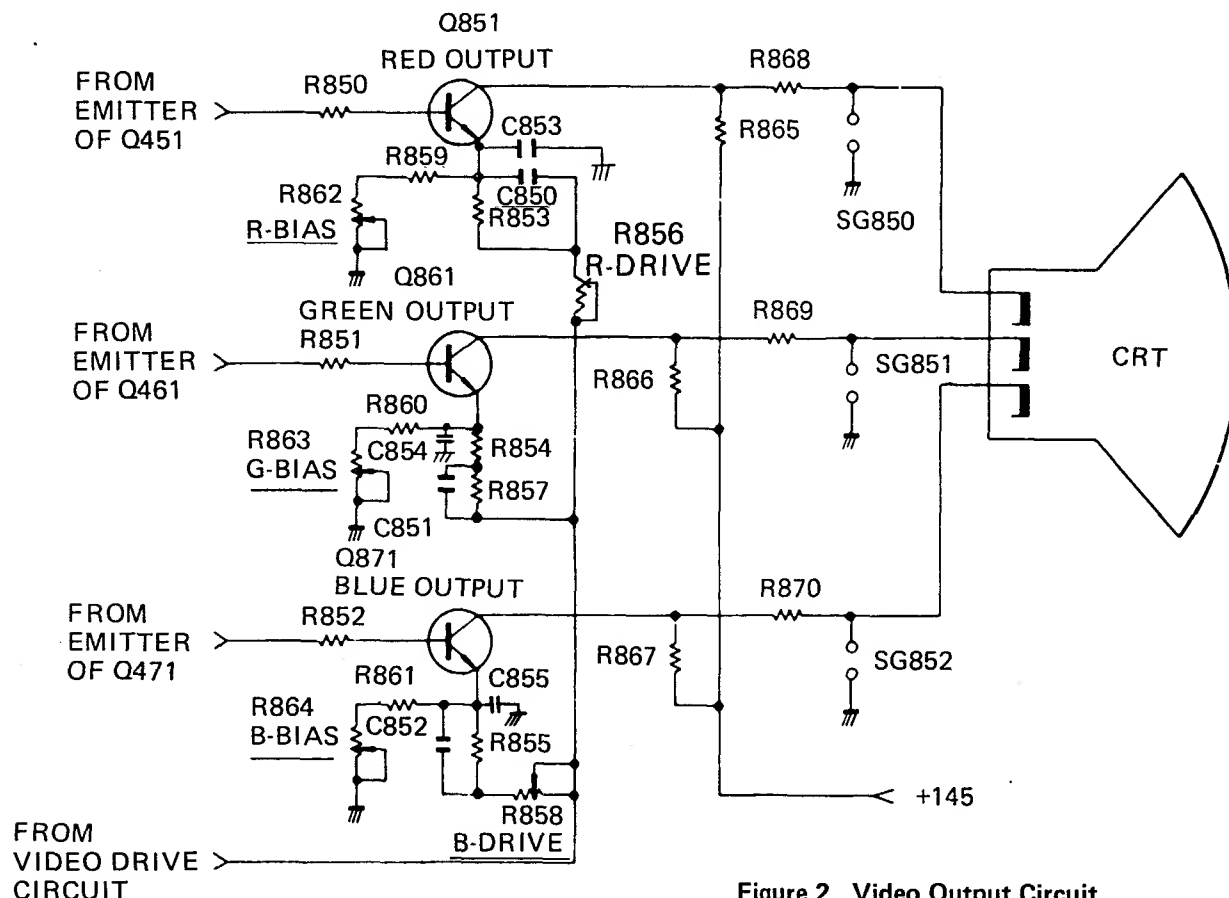 Q851
RED OUTPUT
FROM
EMITTER
OF Q451
R850
R868
C853
R865
R859
R862
R-BIAS
C850
R853
SG850
R856
R-DRIVE
Q861
GREEN OUTPUT
FROM
EMITTER
OF Q461
R851
R869
SG851
CRT
R866
R860
R863
G-BIAS
C854
R854
R857
C851
Q871
BLUE OUTPUT
FROM
EMITTER
OF Q471
R852
R870
R867
SG852
R861
C855
R864
B-BIAS
C852
R855
R858
B-DRIVE
+145
FROM
VIDEO DRIVE
CIRCUIT
Figure 2 Video Output Circuit